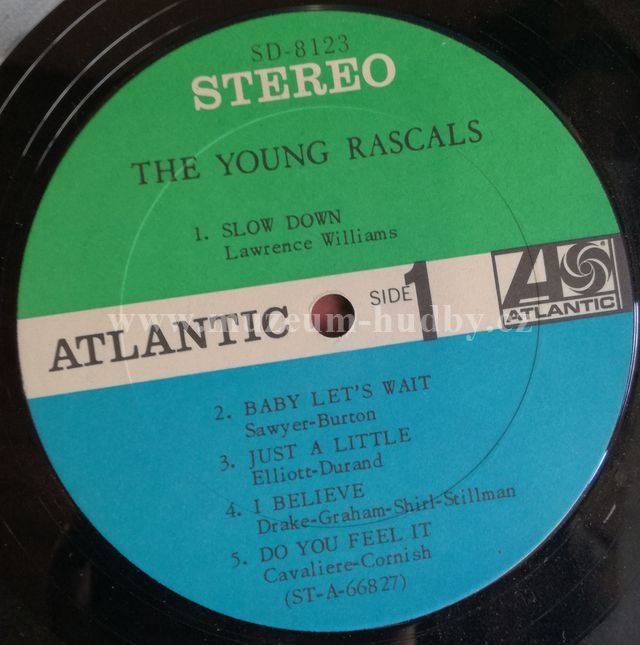 SD-8123
STEREO
THE YOUNG RASCALS
1. SLOW DOWN
Lawrence Williams
ATLANTIC
SIDE 1
ATLANTIC
www.muzeum-hudby.cz
2. BABY LET'S WAIT
Sawyer-Burton
3. JUST A LITTLE
Elliott-Durand
4. I BELIEVE
Drake-Graham-Shirl-Stillman
5. DO YOU FEEL IT
Cavaliere-Cornish
(ST-A-66827)